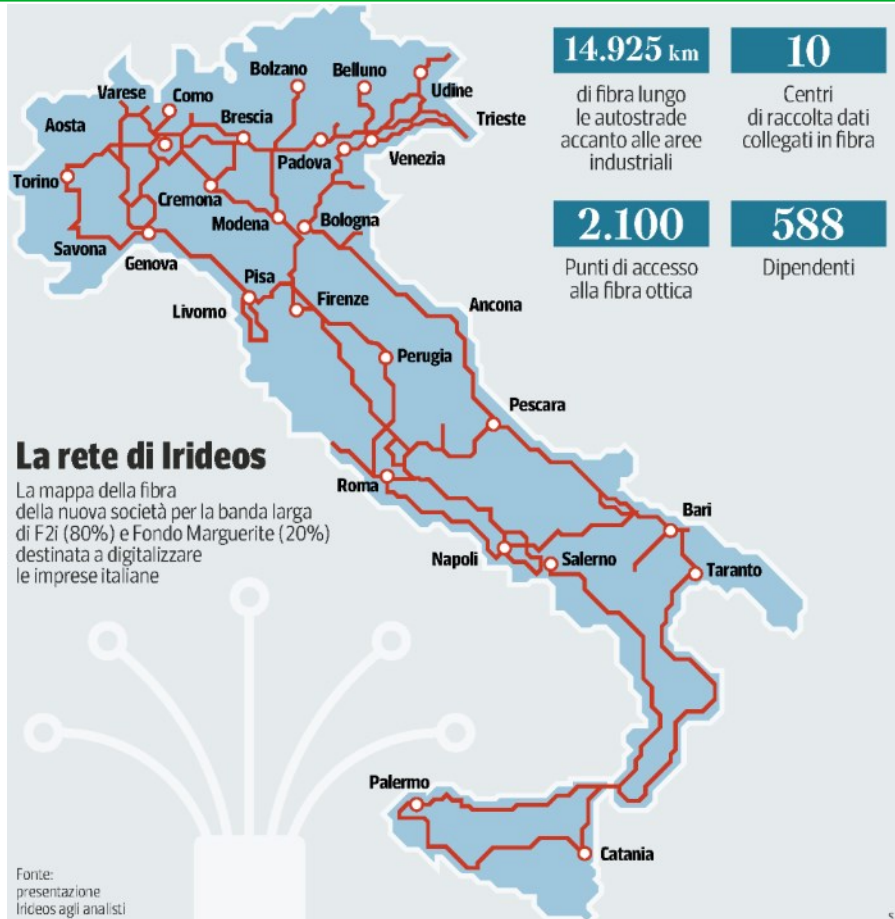 14.925 km
di fibra lungo
le autostrade
accanto alle aree
industriali
10
Centri
di raccolta dati
collegati in fibra
2.100
Punti di accesso
alla fibra ottica
588
Dipendenti
Bolzano
Belluno
Udine
Varese
Como
Brescia
Trieste
Aosta
Padova
Venezia
Torino
Cremona
Modena
Bologna
Savona
Genova
Pisa
Livorno
Firenze
Ancona
Perugia
Pescara
La rete di Irideos
La mappa della fibra
della nuova società per la banda larga
di F2i (80%) e Fondo Marguerite (20%)
destinata a digitalizzare
le imprese italiane
Roma
Bari
Napoli
Salerno
Taranto
Palermo
Catania
Fonte:
presentazione
Irideos agli analisti